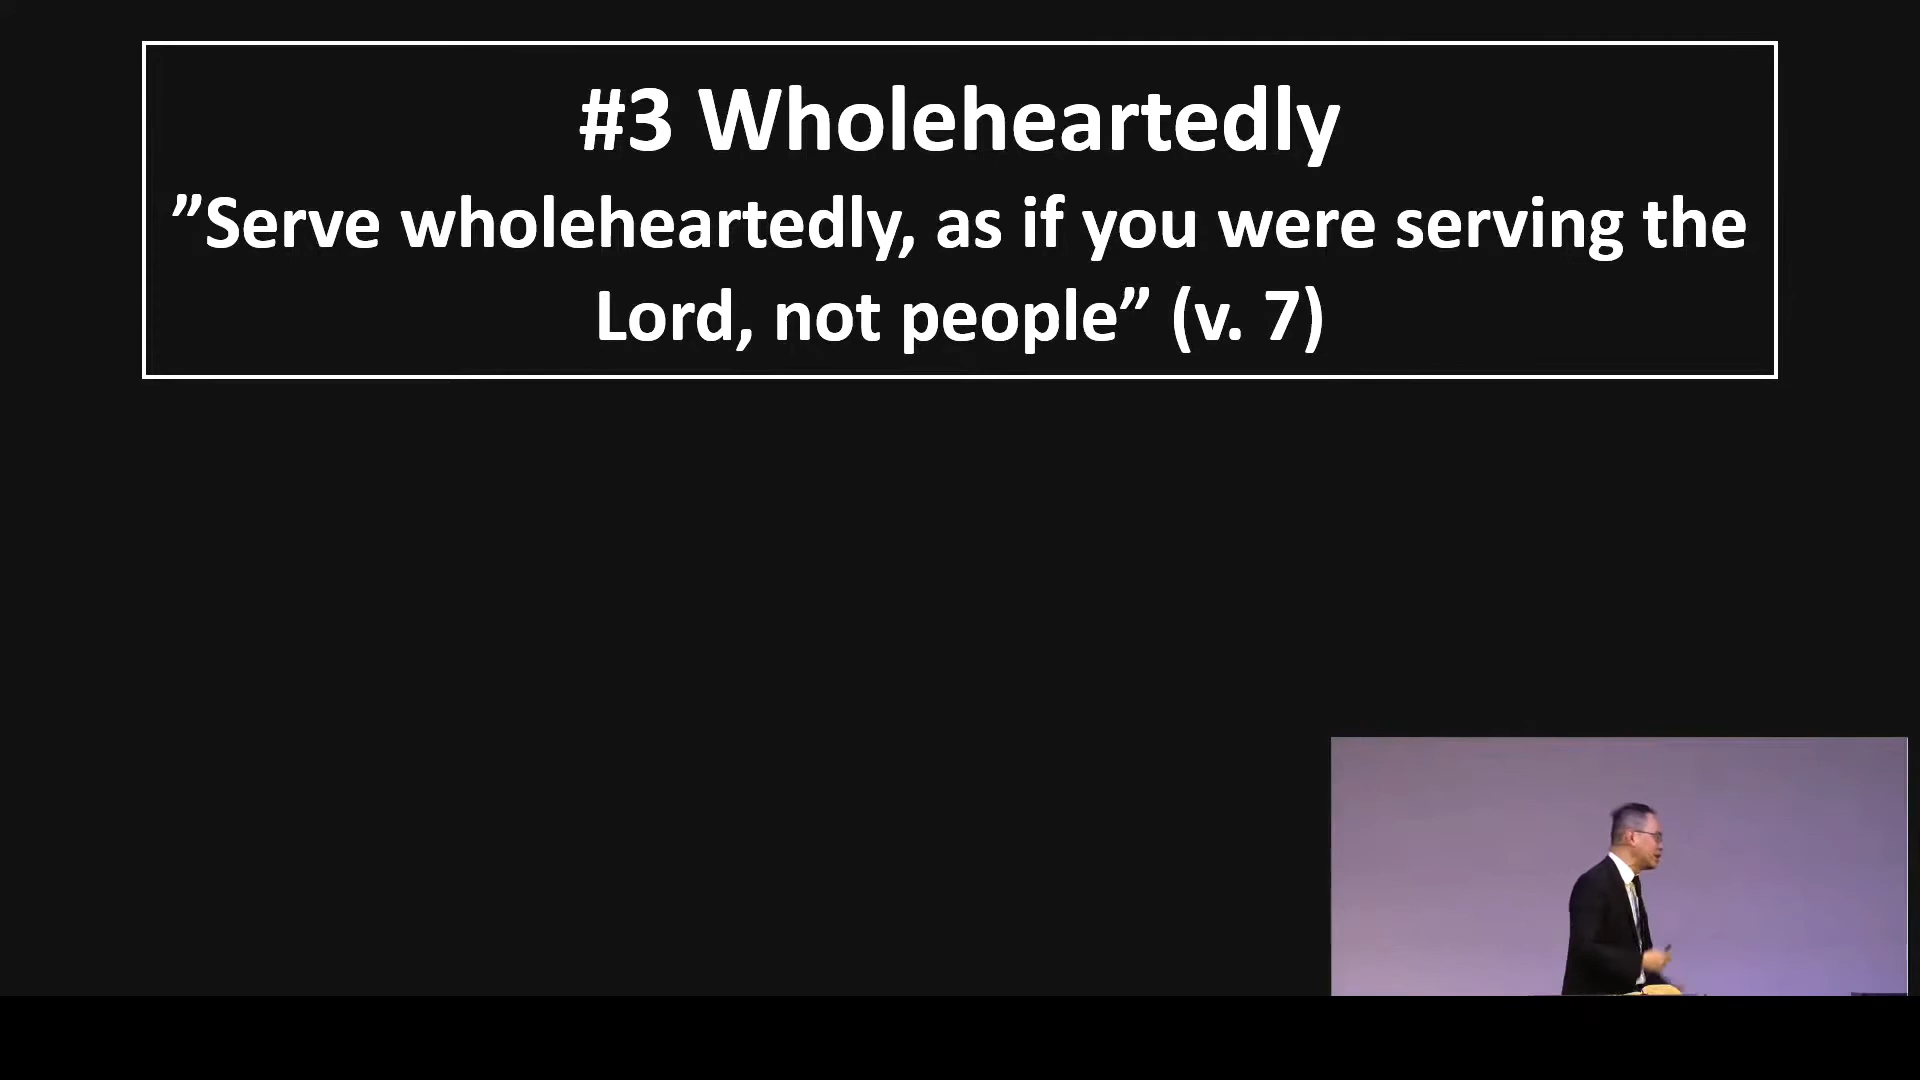 #3 Wholeheartedly
”Serve wholeheartedly, as if you were serving the
Lord, not people” (v. 7)